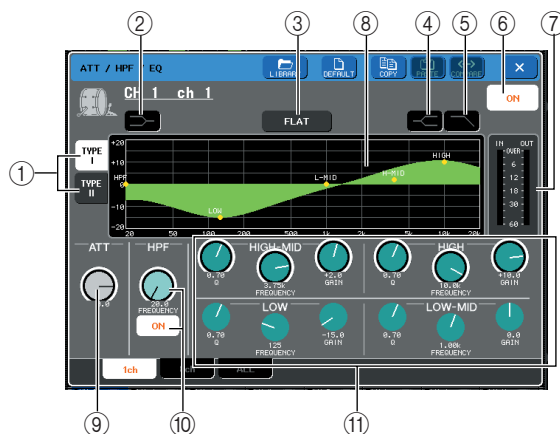 ② ③ ⑧ ④ ⑤ ⑥ ⑦
ATT / HPF / EQ
LIBRARY DEFAULT COPY PASTE COMPARE ×
CH 1 ch 1
ON
FLAT
①
TYPE I
TYPE II
+20
+10
0
-10
-20
HPF
LOW
L-MID
H-MID
HIGH
20 50 100 200 500 1k 2k 5k 10k 20k
IN OUT
OVER
6
12
18
30
60
ATT
HPF
20.0
FREQUENCY
ON
HIGH-MID
0.70
Q
3.75k
FREQUENCY
+2.0
GAIN
HIGH
0.70
Q
10.0k
FREQUENCY
+10.0
GAIN
LOW
0.70
Q
125
FREQUENCY
-15.0
GAIN
LOW-MID
0.70
Q
1.00k
FREQUENCY
0.0
GAIN
1ch
ALL
⑨ ⑩ ⑪